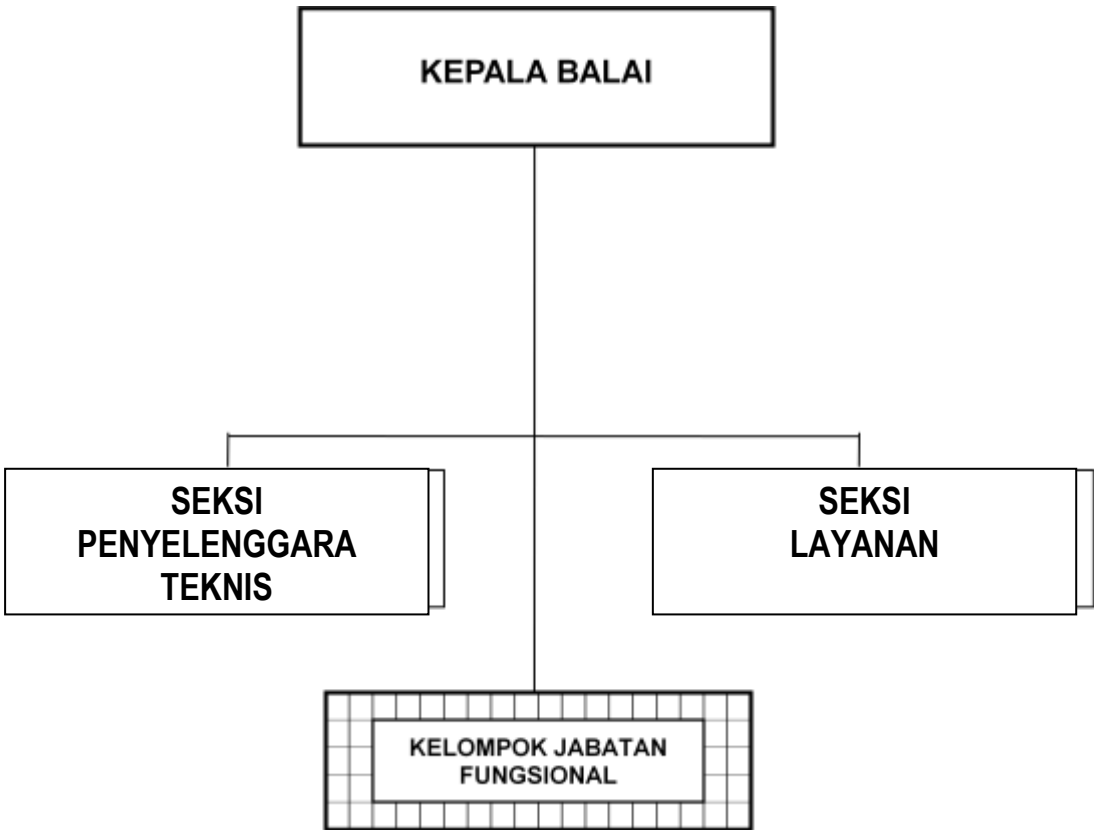 KEPALA BALAI
SEKSI
PENYELENGGARA
TEKNIS
SEKSI
LAYANAN
KELOMPOK JABATAN
FUNGSIONAL